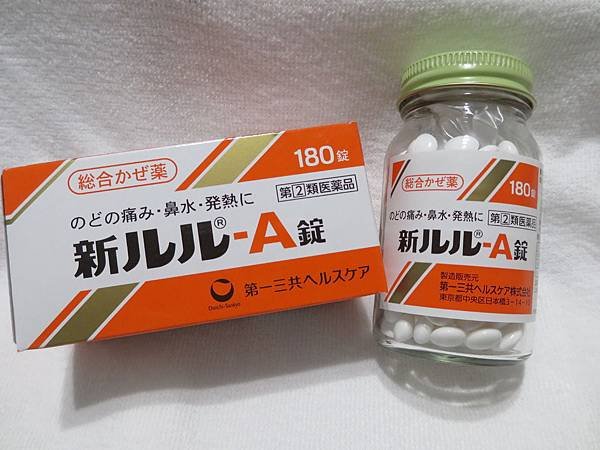 総合かぜ薬
180錠
指定②類医薬品
のどの痛み・鼻水・発熱に
新ルル®-A錠
Daiichi-Sankyo
第一三共ヘルスケア
総合かぜ薬
180錠
のどの痛み・鼻水・発熱に
指②類医薬品
新ルル®-A錠
製造販売元
第一三共ヘルスケア株式会社
東京都中央区日本橋3-14-